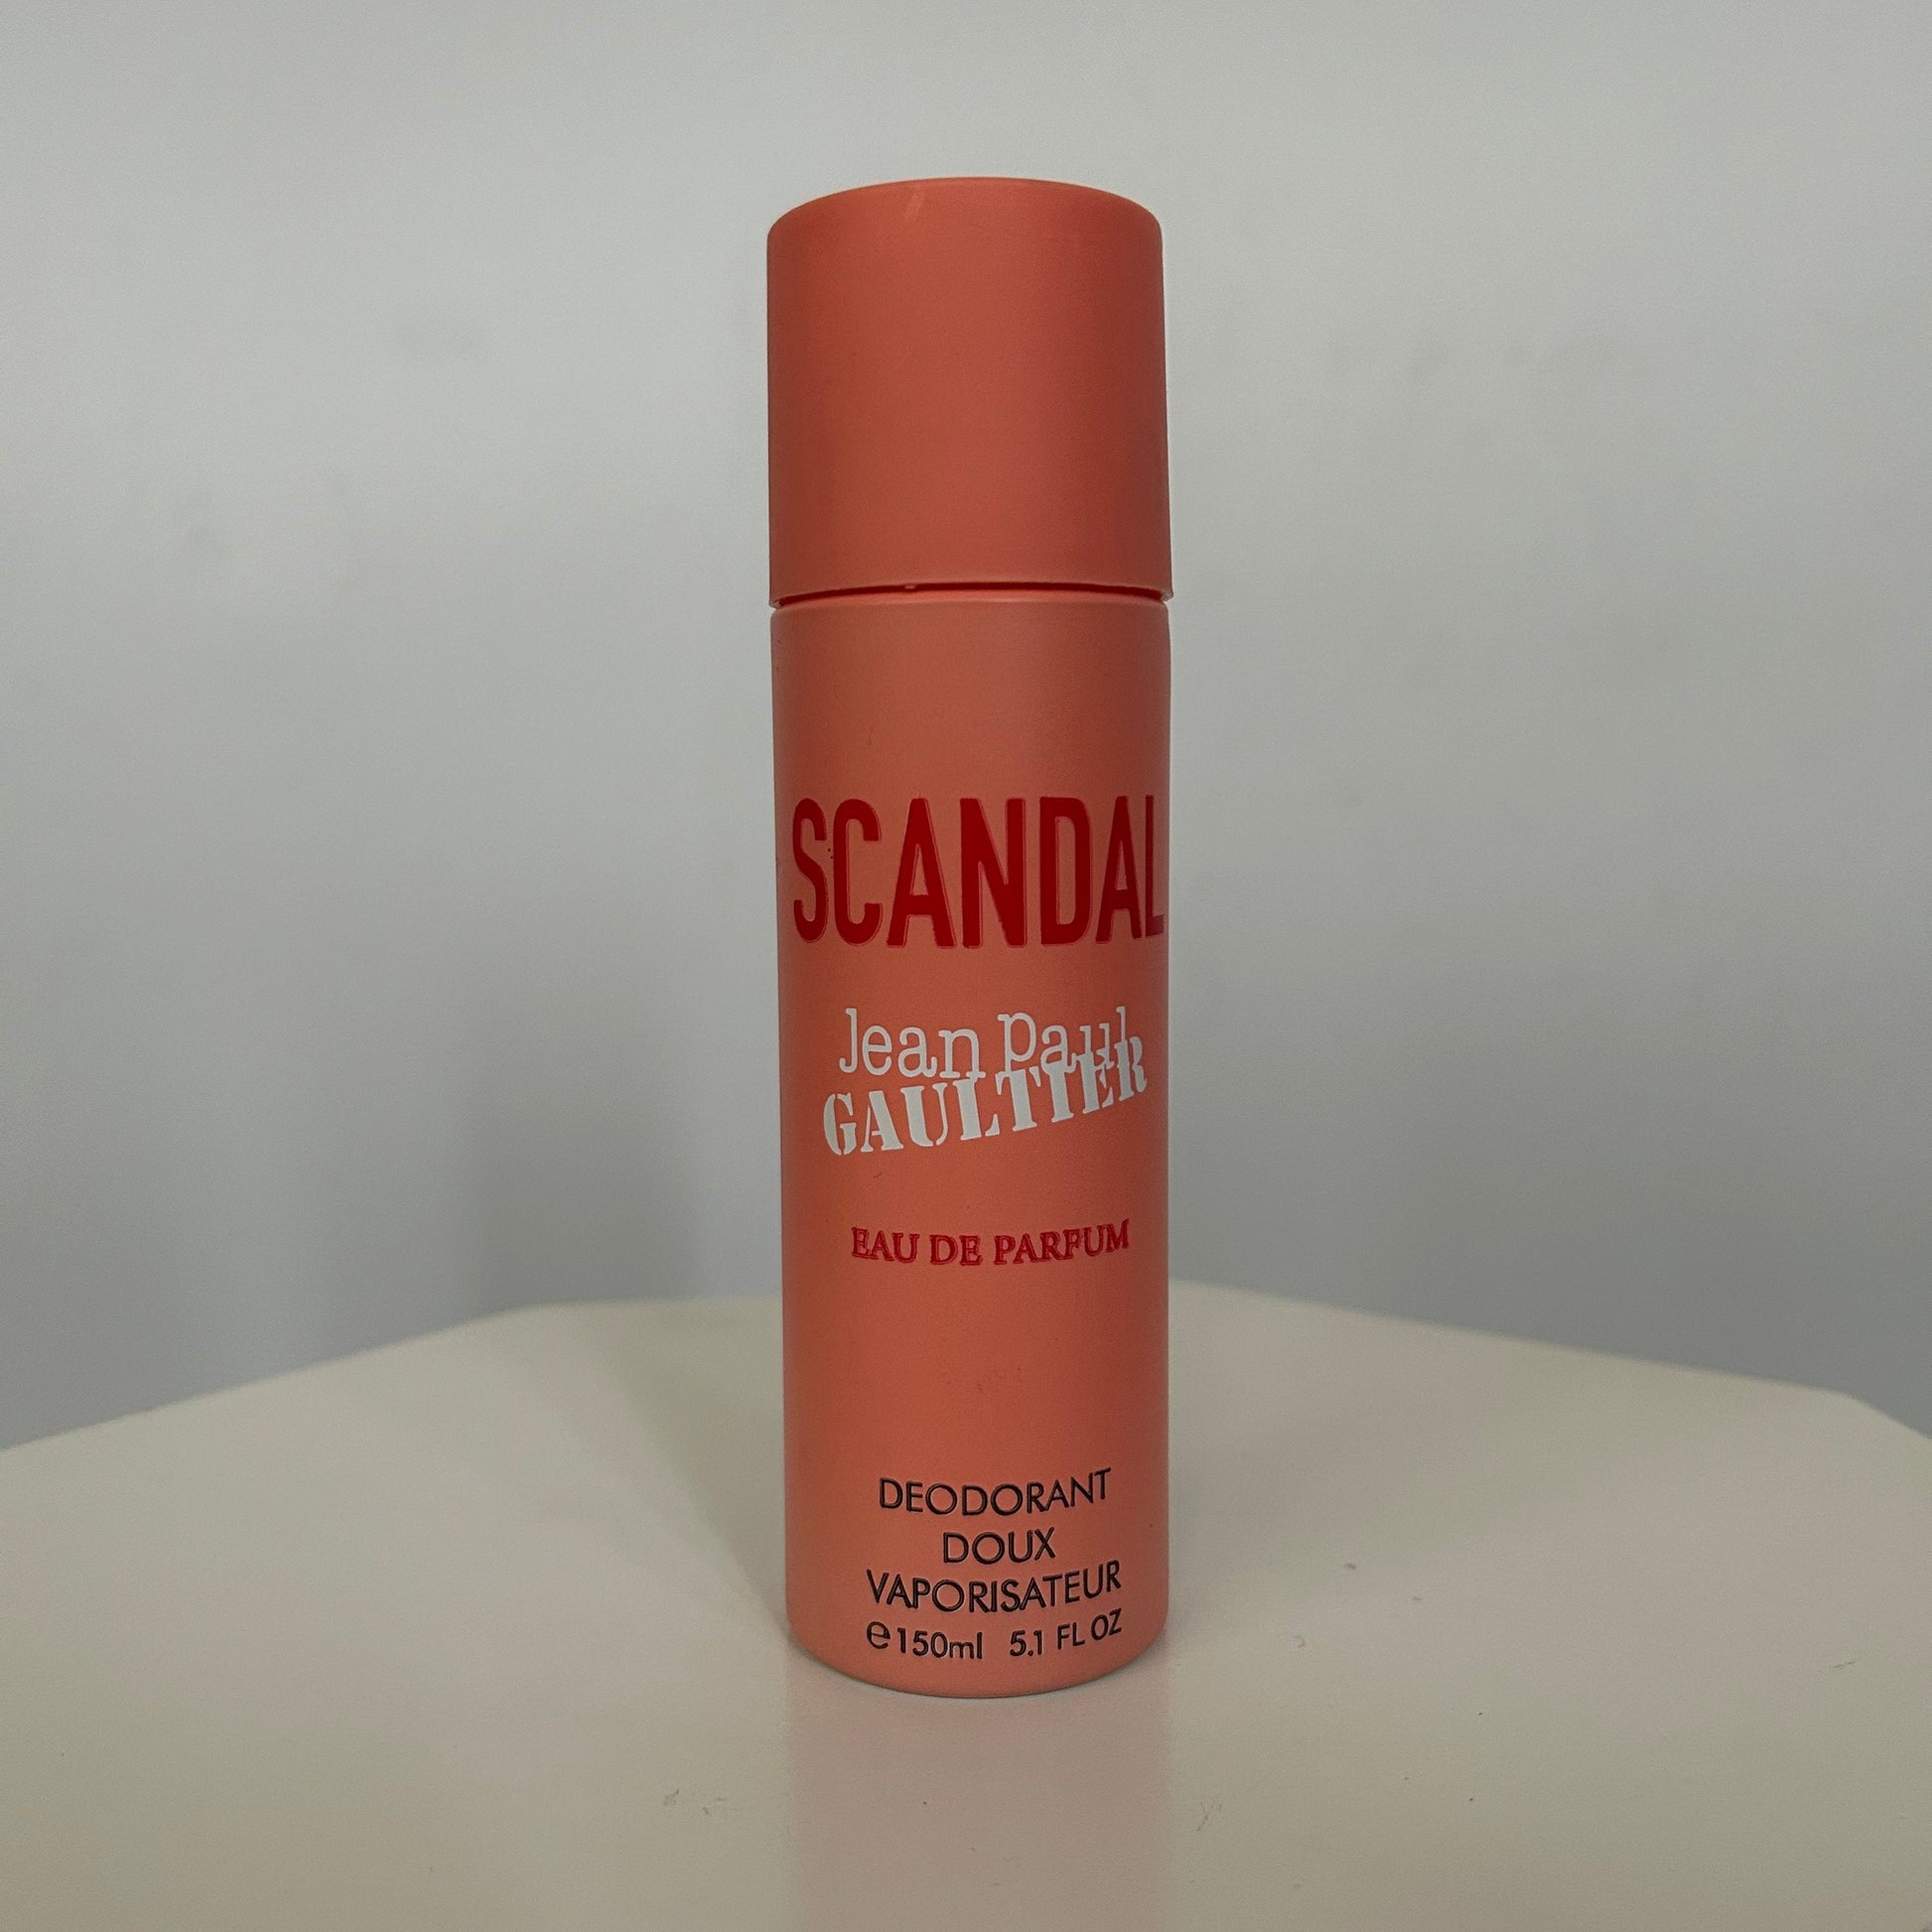 SCANDAL
Jean Paul
GAULTIER
EAU DE PARFUM
DEODORANT
DOUX
VAPORISATEUR
℮150ml 5.1 FL OZ